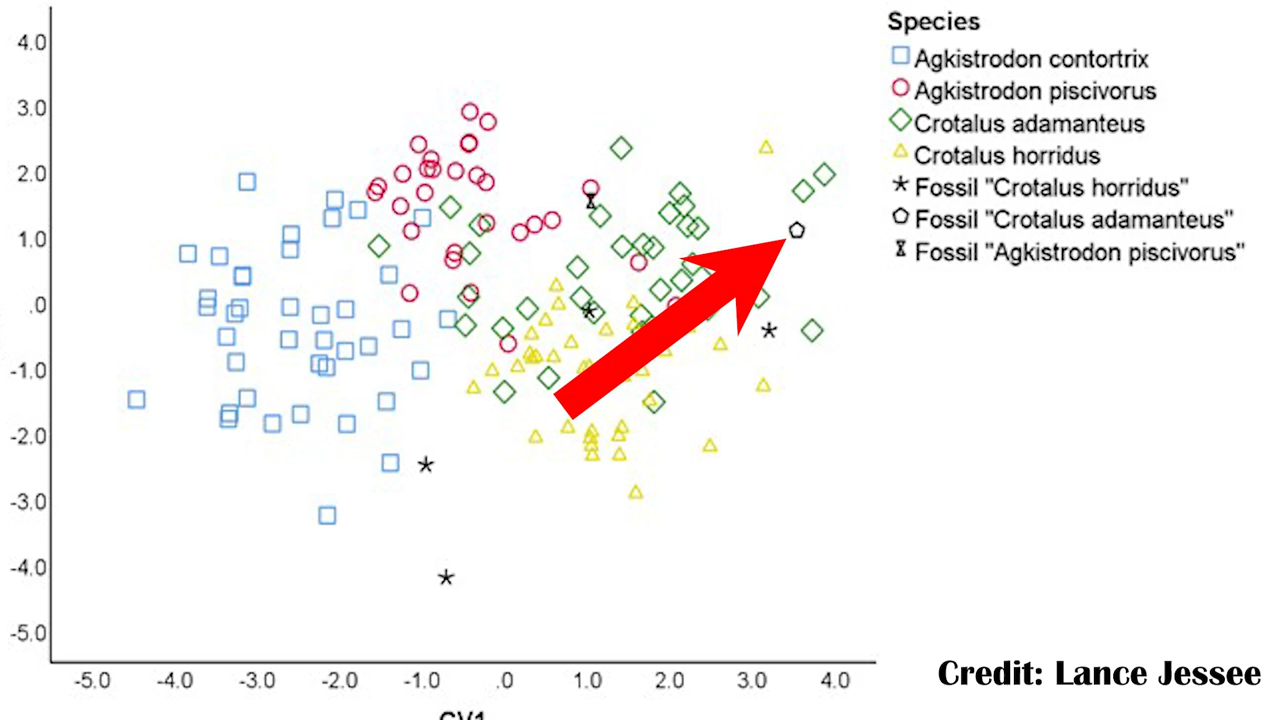 Species
Agkistrodon contortrix
Agkistrodon piscivorus
Crotalus adamanteus
Crotalus horridus
Fossil "Crotalus horridus"
Fossil "Crotalus adamanteus"
Fossil "Agkistrodon piscivorus"
4.0
3.0
2.0
1.0
.0
-1.0
-2.0
-3.0
-4.0
-5.0
-5.0 -4.0 -3.0 -2.0 -1.0 .0 1.0 2.0 3.0 4.0
CV1
Credit: Lance Jessee